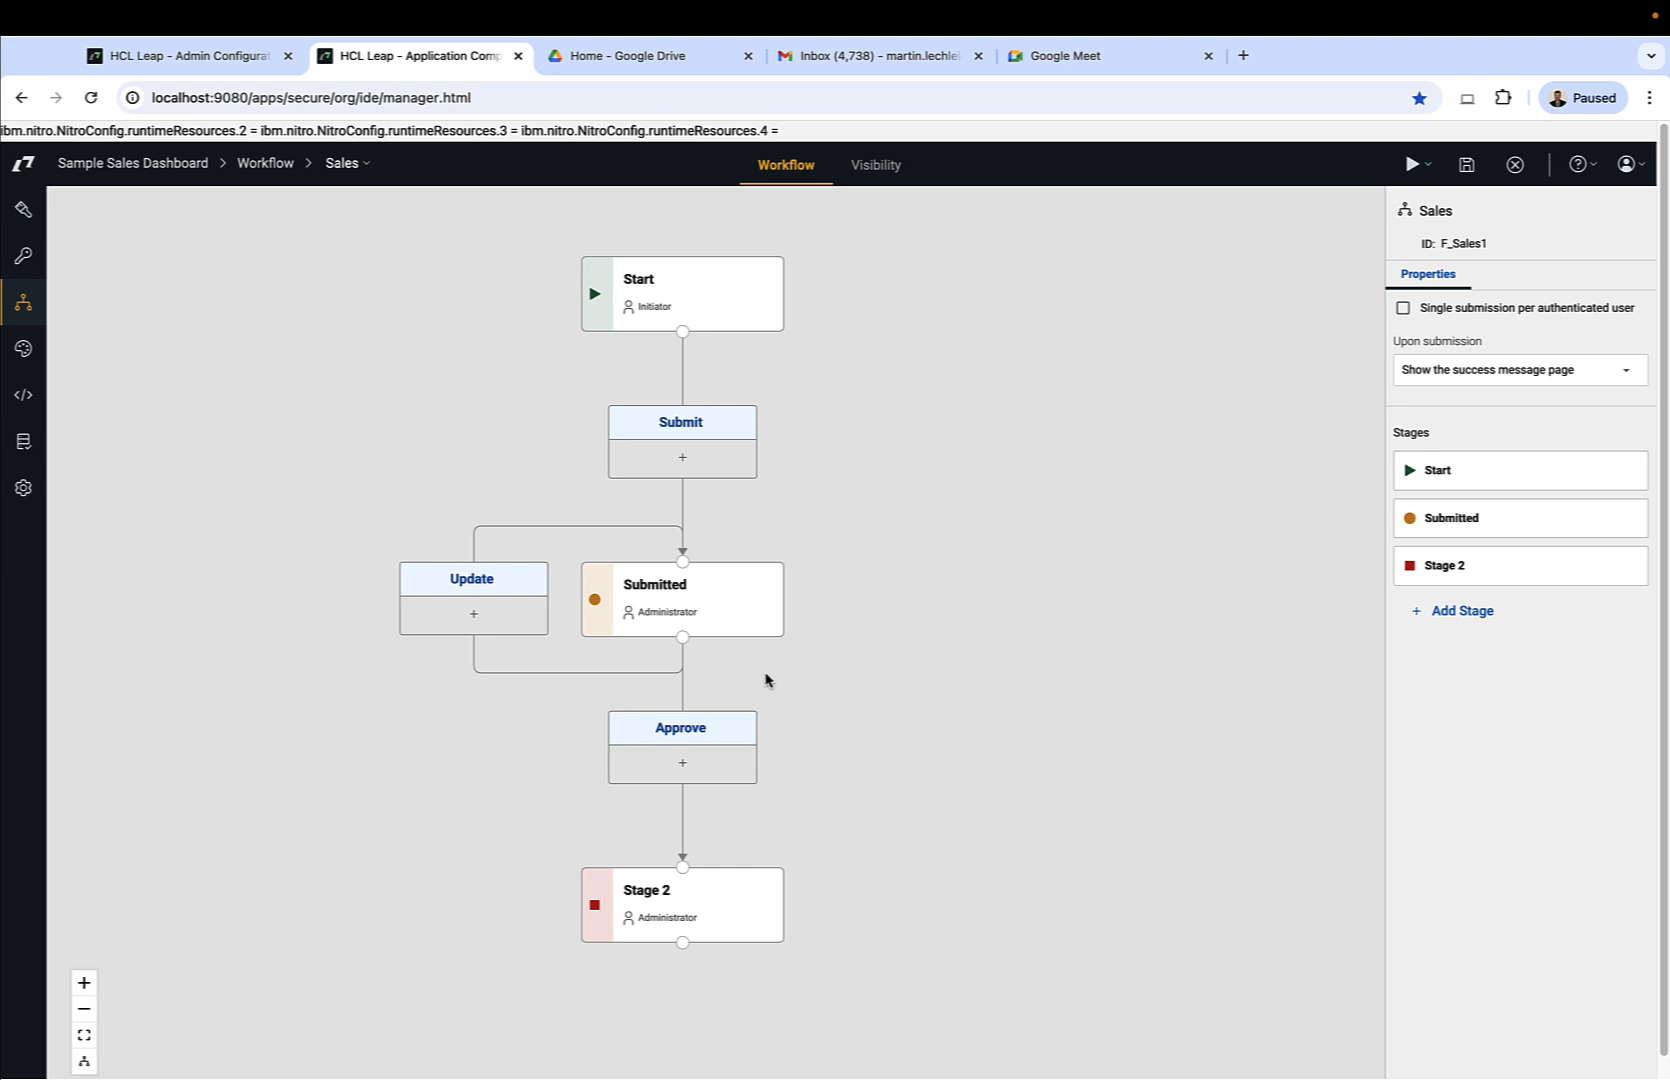 HCL Leap - Admin Configurat
HCL Leap - Application Comp
Home - Google Drive
Inbox (4,738) - martin.lechlei
Google Meet
localhost:9080/apps/secure/org/ide/manager.html
Paused
ibm.nitro.NitroConfig.runtimeResources.2 = ibm.nitro.NitroConfig.runtimeResources.3 = ibm.nitro.NitroConfig.runtimeResources.4 =
Sample Sales Dashboard > Workflow > Sales
Workflow
Visibility
Start
Initiator
Submit
+
Update
+
Submitted
Administrator
Approve
+
Stage 2
Administrator
Sales
ID: F_Sales1
Properties
Single submission per authenticated user
Upon submission
Show the success message page
Stages
Start
Submitted
Stage 2
+ Add Stage